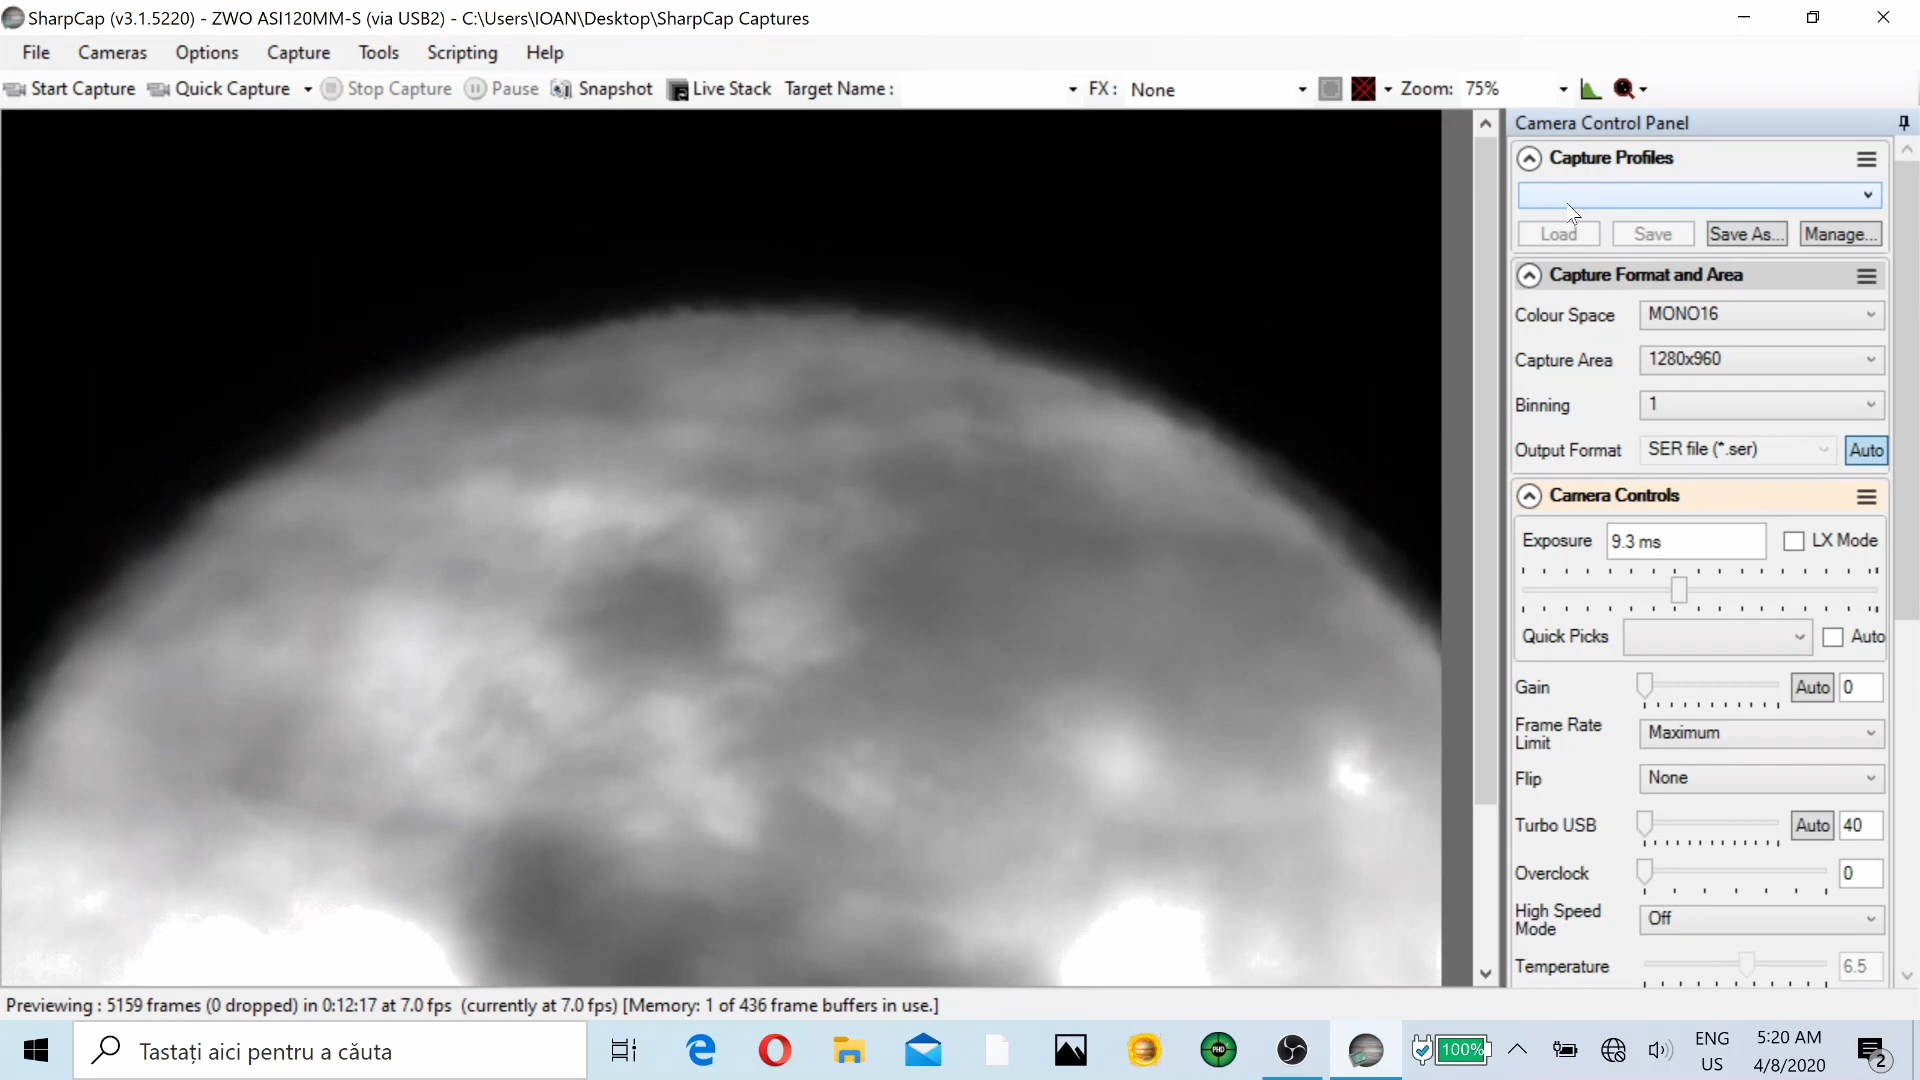 SharpCap (v3.1.5220) - ZWO ASI120MM-S (via USB2) - C:\Users\IOAN\Desktop\SharpCap Captures
File Cameras Options Capture Tools Scripting Help
Start Capture Quick Capture Stop Capture Pause Snapshot Live Stack Target Name : FX : None Zoom: 75%
Camera Control Panel
Capture Profiles
Load Save Save As... Manage...
Capture Format and Area
Colour Space MONO16
Capture Area 1280x960
Binning 1
Output Format SER file (*.ser) Auto
Camera Controls
Exposure 9.3 ms LX Mode
Quick Picks Auto
Gain Auto 0
Frame Rate Limit Maximum
Flip None
Turbo USB Auto 40
Overclock 0
High Speed Mode Off
Temperature 6.5
Previewing : 5159 frames (0 dropped) in 0:12:17 at 7.0 fps (currently at 7.0 fps) [Memory: 1 of 436 frame buffers in use.]
Tastați aici pentru a căuta
PHD
100%
ENG
US
5:20 AM
4/8/2020
2